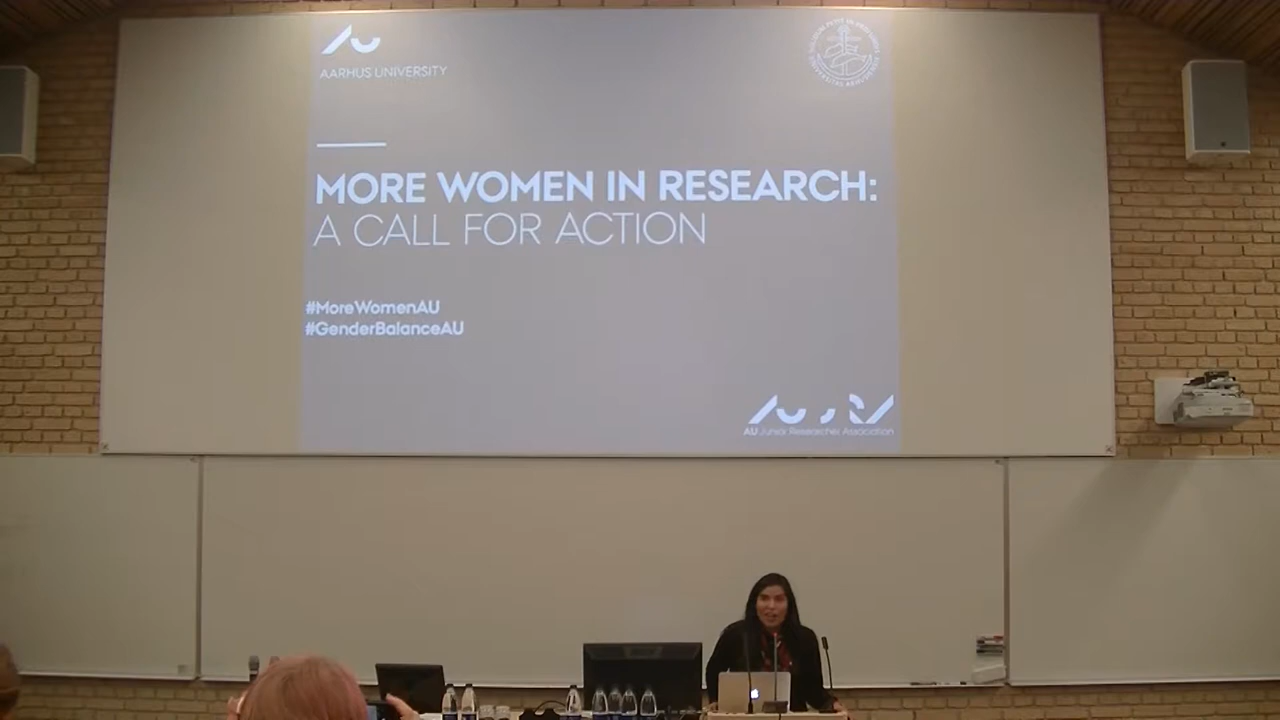 AARHUS UNIVERSITY
MORE WOMEN IN RESEARCH:
A CALL FOR ACTION
#MoreWomenAU
#GenderBalanceAU
AU Junior Researcher Association